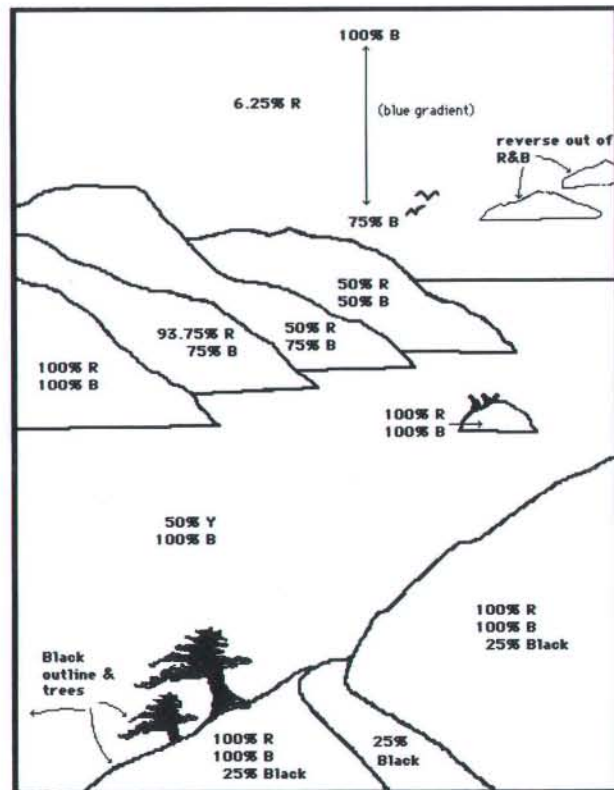 100% B
6.25% R
(blue gradient)
reverse out of
R&B
75% B
50% R
50% B
93.75% R
75% B
50% R
75% B
100% R
100% B
100% R
100% B
50% Y
100% B
100% R
100% B
25% Black
Black
outline &
trees
100% R
100% B
25% Black
25%
Black